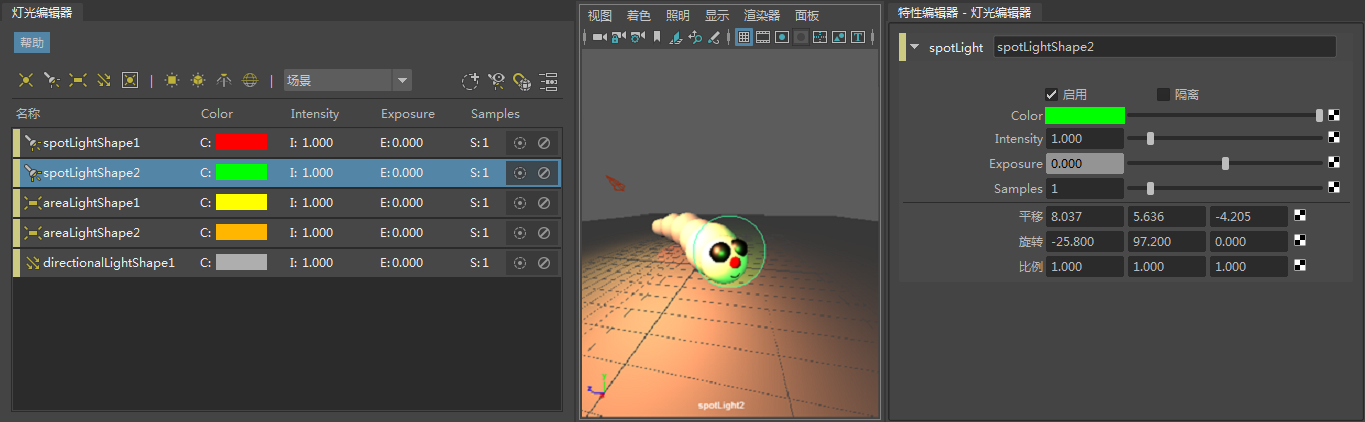 灯光编辑器
帮助
场景
名称 Color Intensity Exposure Samples
spotLightShape1 C: I: 1.000 E: 0.000 S: 1
spotLightShape2 C: I: 1.000 E: 0.000 S: 1
areaLightShape1 C: I: 1.000 E: 0.000 S: 1
areaLightShape2 C: I: 1.000 E: 0.000 S: 1
directionalLightShape1 C: I: 1.000 E: 0.000 S: 1
视图 着色 照明 显示 渲染器 面板
T
Y
z
spotLight2
特性编辑器 - 灯光编辑器
spotLight spotLightShape2
启用 隔离
Color
Intensity 1.000
Exposure 0.000
Samples 1
平移 8.037 5.636 -4.205
旋转 -25.800 97.200 0.000
比例 1.000 1.000 1.000